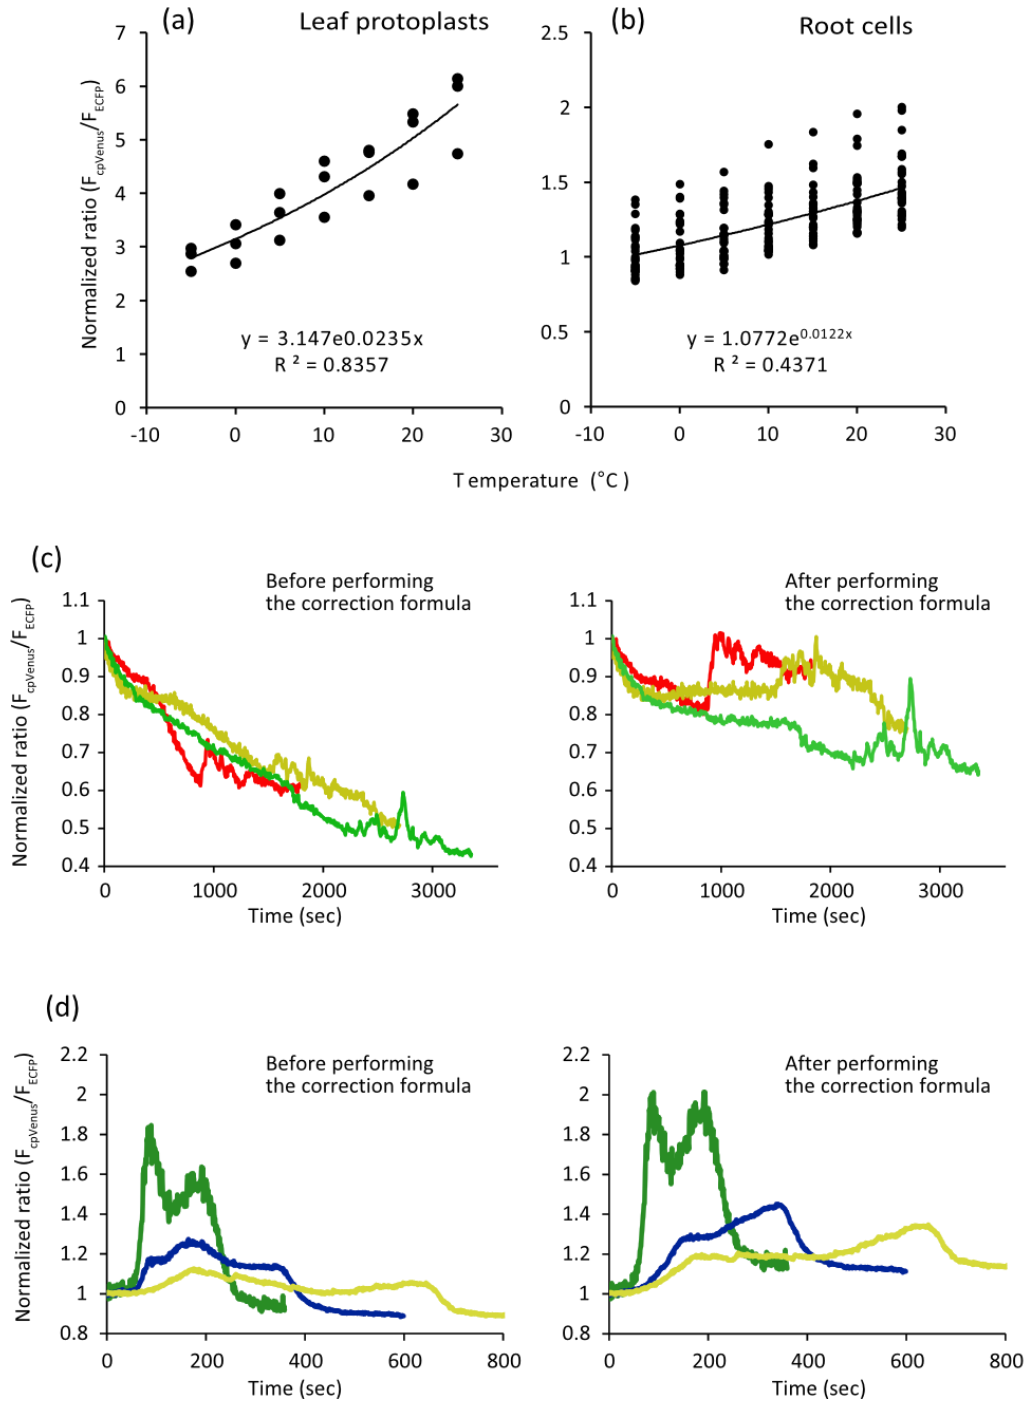 (a)
Leaf protoplasts
(b)
Root cells
Normalized ratio (FcpVenus/FECFP)
7
6
5
4
3
2
1
0
-10
0
10
20
30
y = 3.147e0.0235x
R ² = 0.8357
2.5
2
1.5
1
0.5
0
-10
0
10
20
30
y = 1.0772e0.0122x
R ² = 0.4371
Temperature (°C )
(c)
Before performing
the correction formula
Normalized ratio (FcpVenus/FECFP)
1.1
1
0.9
0.8
0.7
0.6
0.5
0.4
0
1000
2000
3000
Time (sec)
After performing
the correction formula
1.1
1
0.9
0.8
0.7
0.6
0.5
0.4
0
1000
2000
3000
Time (sec)
(d)
Before performing
the correction formula
Normalized ratio (FcpVenus/FECFP)
2.2
2
1.8
1.6
1.4
1.2
1
0.8
0
200
400
600
800
Time (sec)
After performing
the correction formula
2.2
2
1.8
1.6
1.4
1.2
1
0.8
0
200
400
600
800
Time (sec)